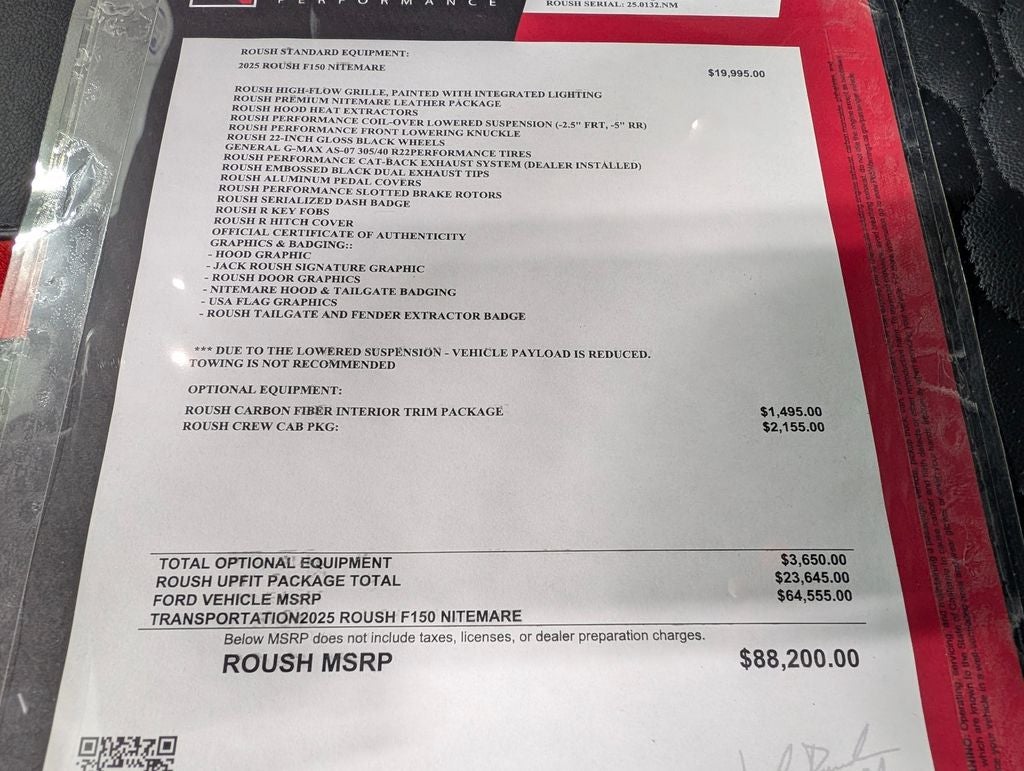 PERFORMANCE
ROUSH SERIAL: 25.0132.NM
ROUSH STANDARD EQUIPMENT:
2025 ROUSH F150 NITEMARE $19,995.00
ROUSH HIGH-FLOW GRILLE, PAINTED WITH INTEGRATED LIGHTING
ROUSH PREMIUM NITEMARE LEATHER PACKAGE
ROUSH HOOD HEAT EXTRACTORS
ROUSH PERFORMANCE COIL-OVER LOWERED SUSPENSION (-2.5" FRT, -5" RR)
ROUSH PERFORMANCE FRONT LOWERING KNUCKLE
ROUSH 22-INCH GLOSS BLACK WHEELS
GENERAL G-MAX AS-07 305/40 R22PERFORMANCE TIRES
ROUSH PERFORMANCE CAT-BACK EXHAUST SYSTEM (DEALER INSTALLED)
ROUSH EMBOSSED BLACK DUAL EXHAUST TIPS
ROUSH ALUMINUM PEDAL COVERS
ROUSH PERFORMANCE SLOTTED BRAKE ROTORS
ROUSH SERIALIZED DASH BADGE
ROUSH R KEY FOBS
ROUSH R HITCH COVER
OFFICIAL CERTIFICATE OF AUTHENTICITY
GRAPHICS & BADGING::
- HOOD GRAPHIC
- JACK ROUSH SIGNATURE GRAPHIC
- ROUSH DOOR GRAPHICS
- NITEMARE HOOD & TAILGATE BADGING
- USA FLAG GRAPHICS
- ROUSH TAILGATE AND FENDER EXTRACTOR BADGE
*** DUE TO THE LOWERED SUSPENSION - VEHICLE PAYLOAD IS REDUCED.
TOWING IS NOT RECOMMENDED
OPTIONAL EQUIPMENT:
ROUSH CARBON FIBER INTERIOR TRIM PACKAGE $1,495.00
ROUSH CREW CAB PKG: $2,155.00
TOTAL OPTIONAL EQUIPMENT $3,650.00
ROUSH UPFIT PACKAGE TOTAL $23,645.00
FORD VEHICLE MSRP $64,555.00
TRANSPORTATION2025 ROUSH F150 NITEMARE
Below MSRP does not include taxes, licenses, or dealer preparation charges.
ROUSH MSRP $88,200.00